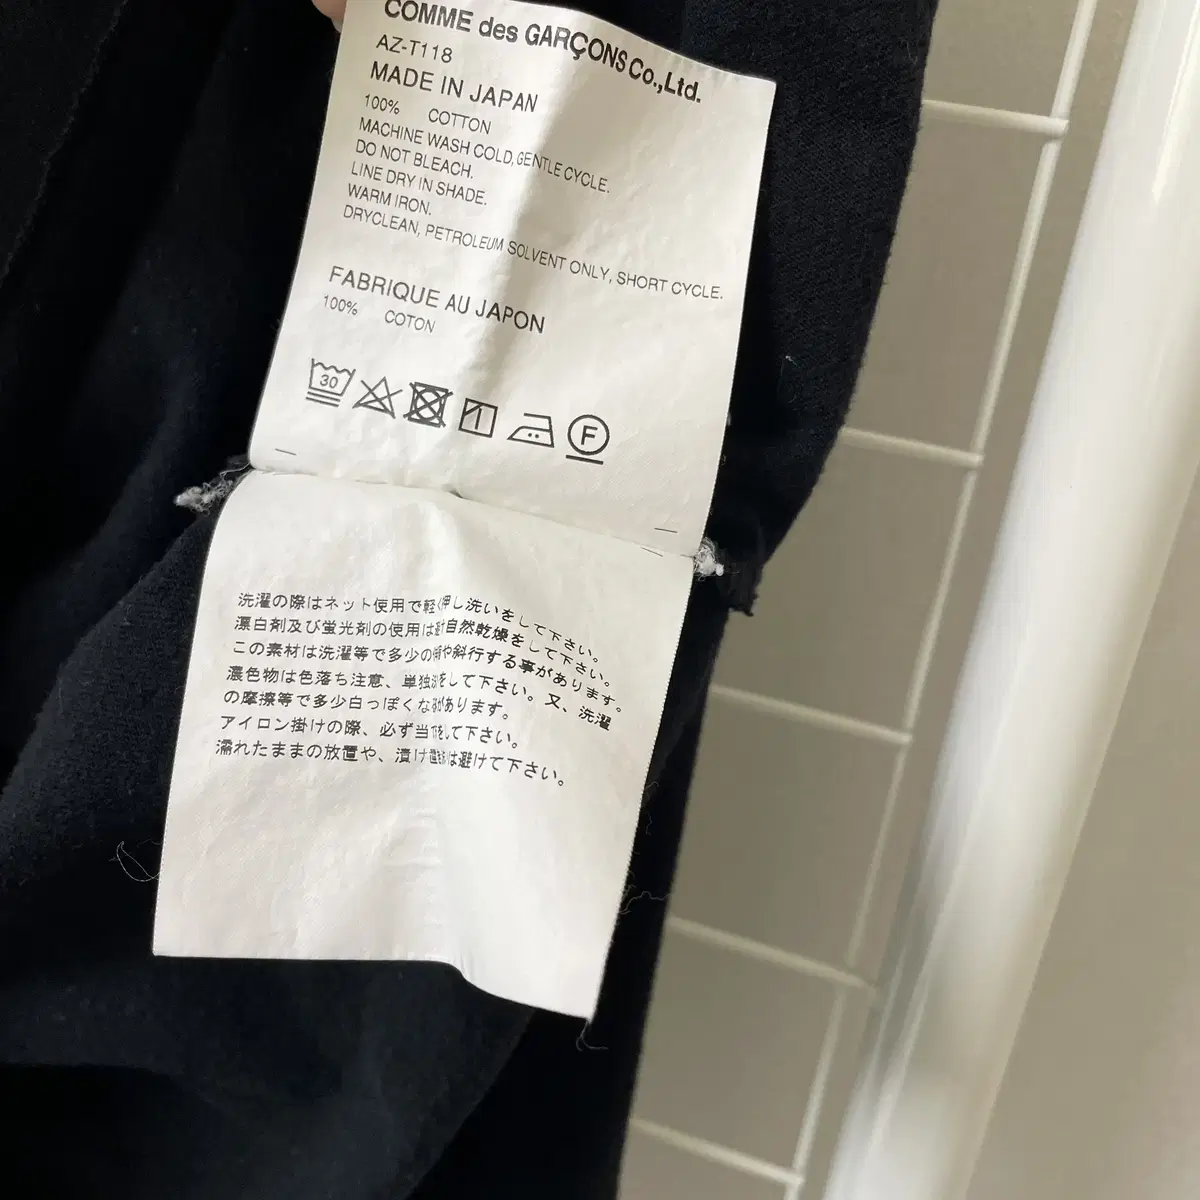 COMME des GARÇONS Co.,Ltd.
AZ-T118
MADE IN JAPAN
100% COTTON
MACHINE WASH COLD, GENTLE CYCLE.
DO NOT BLEACH.
LINE DRY IN SHADE.
WARM IRON.
DRYCLEAN, PETROLEUM SOLVENT ONLY, SHORT CYCLE.
FABRIQUE AU JAPON
100% COTON
30
F
洗濯の際はネット使用で軽く押し洗いをして下さい。
漂白剤及び蛍光剤の使用は避け自然乾燥をして下さい。
この素材は洗濯等で多少の縮や斜行する事があります。
濃色物は色落ち注意、単独洗をして下さい。又、洗濯
の摩擦等で多少白っぽくなる事があります。
アイロン掛けの際、必ず当て布をして下さい。
濡れたままの放置や、漬け置きは避けて下さい。